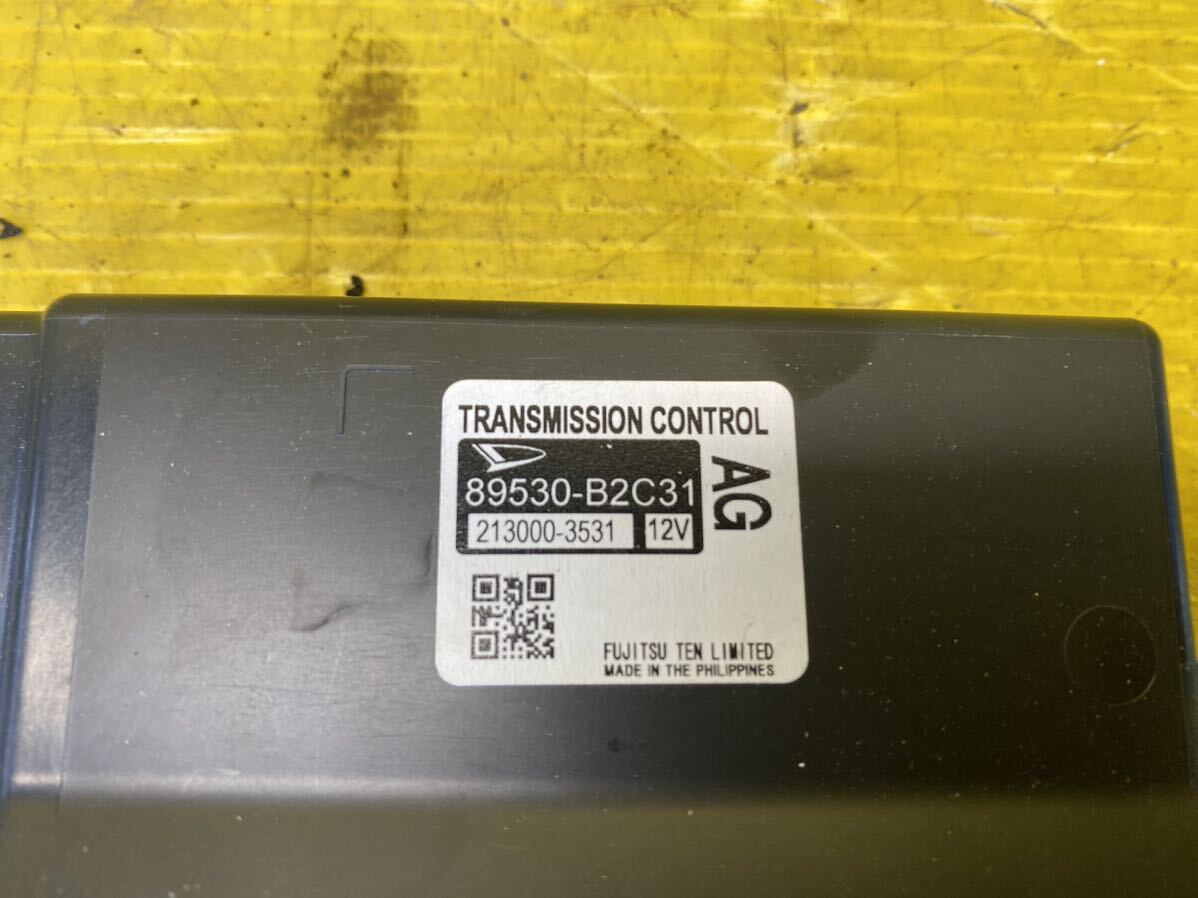 TRANSMISSION CONTROL
89530-B2C31
213000-3531 12V
AG
FUJITSU TEN LIMITED
MADE IN THE PHILIPPINES